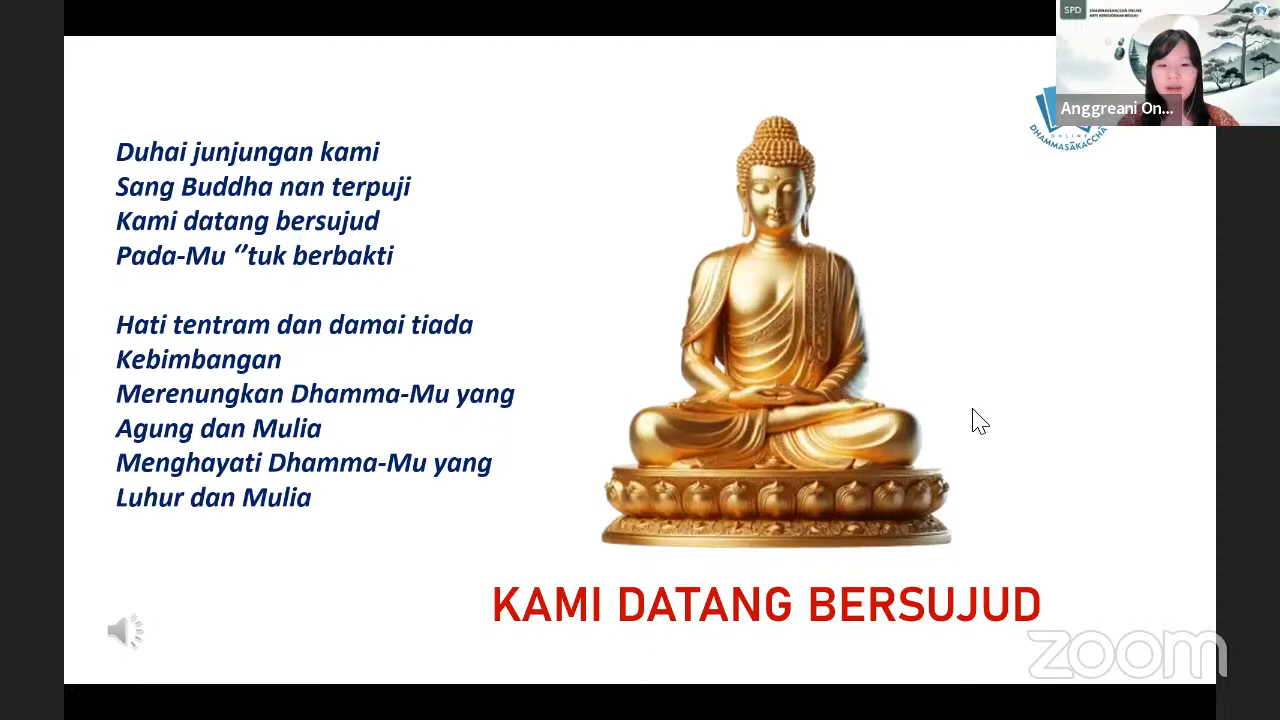 SPD
DHAMMASAKACCHA ONLINE
Anggreani On...
ONLINE
DHAMMASĀKACCHĀ
Duhai junjungan kami
Sang Buddha nan terpuji
Kami datang bersujud
Pada-Mu “tuk berbakti
Hati tentram dan damai tiada
Kebimbangan
Merenungkan Dhamma-Mu yang
Agung dan Mulia
Menghayati Dhamma-Mu yang
Luhur dan Mulia
KAMI DATANG BERSUJUD
zoom